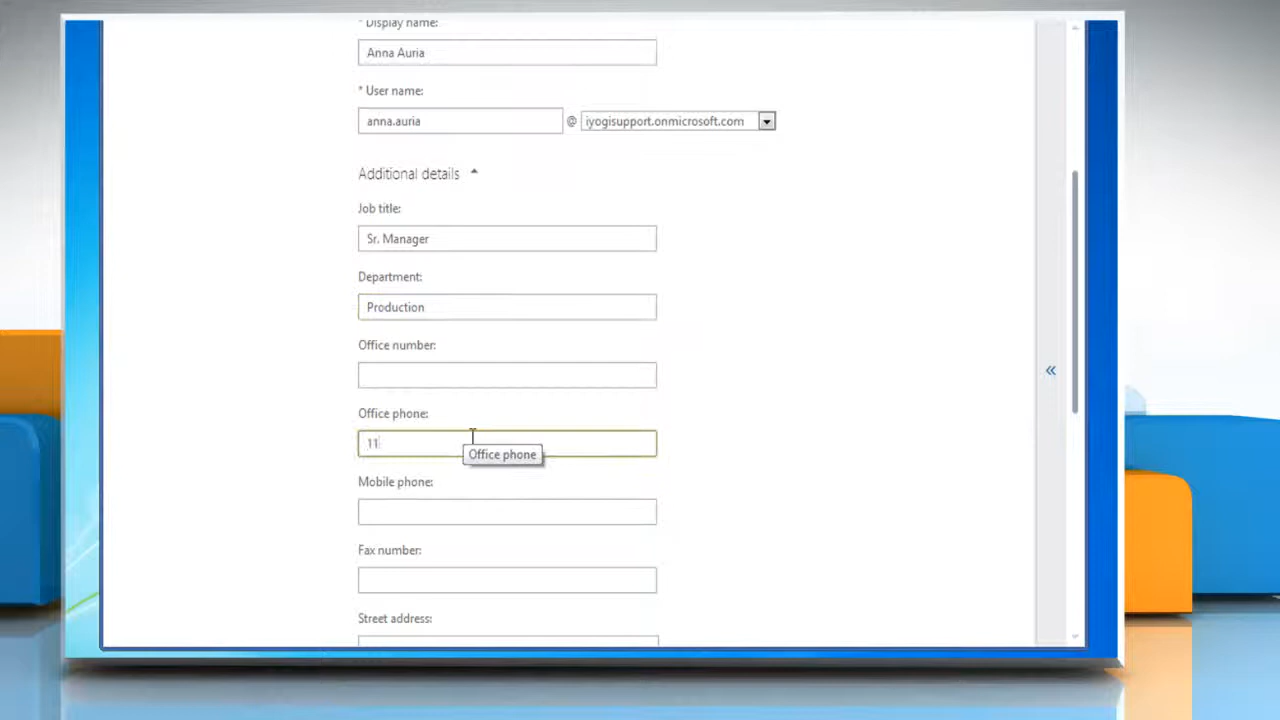 * Display name:
Anna Auria
* User name:
anna.auria @ iyogisupport.onmicrosoft.com
Additional details
Job title:
Sr. Manager
Department:
Production
Office number:
Office phone:
11
Office phone
Mobile phone:
Fax number:
Street address: